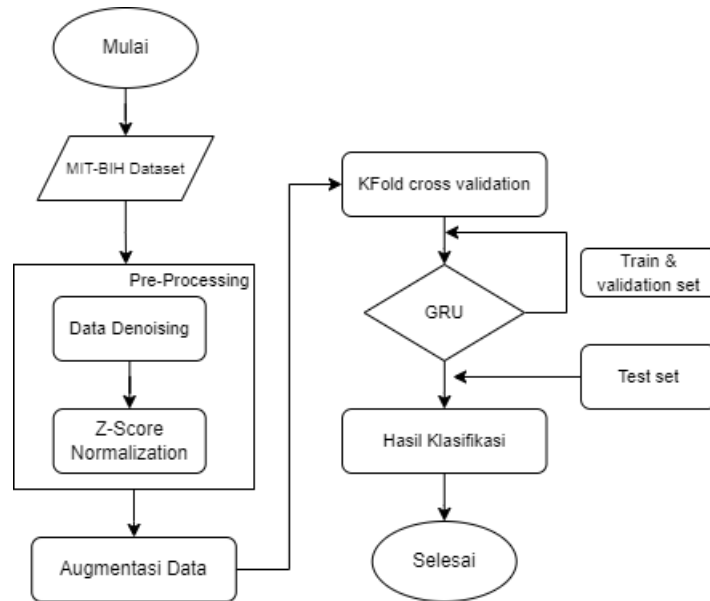 Mulai
MIT-BIH Dataset
Pre-Processing
Data Denoising
Z-Score
Normalization
Augmentasi Data
KFold cross validation
GRU
Train &
validation set
Test set
Hasil Klasifikasi
Selesai